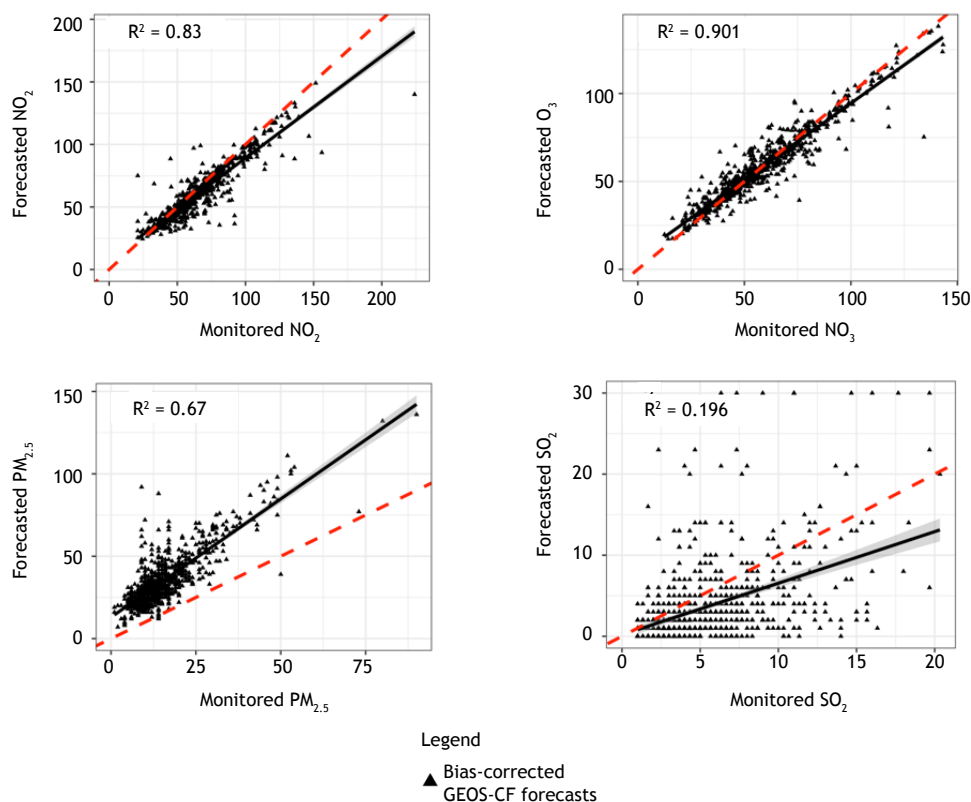 R² = 0.83
Forecasted NO₂
200
150
100
50
0
0 50 100 150 200
Monitored NO₂
R² = 0.901
Forecasted O₃
100
50
0
0 50 100 150
Monitored NO₃
R² = 0.67
Forecasted PM₂.₅
150
100
50
0
0 25 50 75
Monitored PM₂.₅
R² = 0.196
Forecasted SO₂
30
20
10
0
0 5 10 15 20
Monitored SO₂
Legend
Bias-corrected
GEOS-CF forecasts